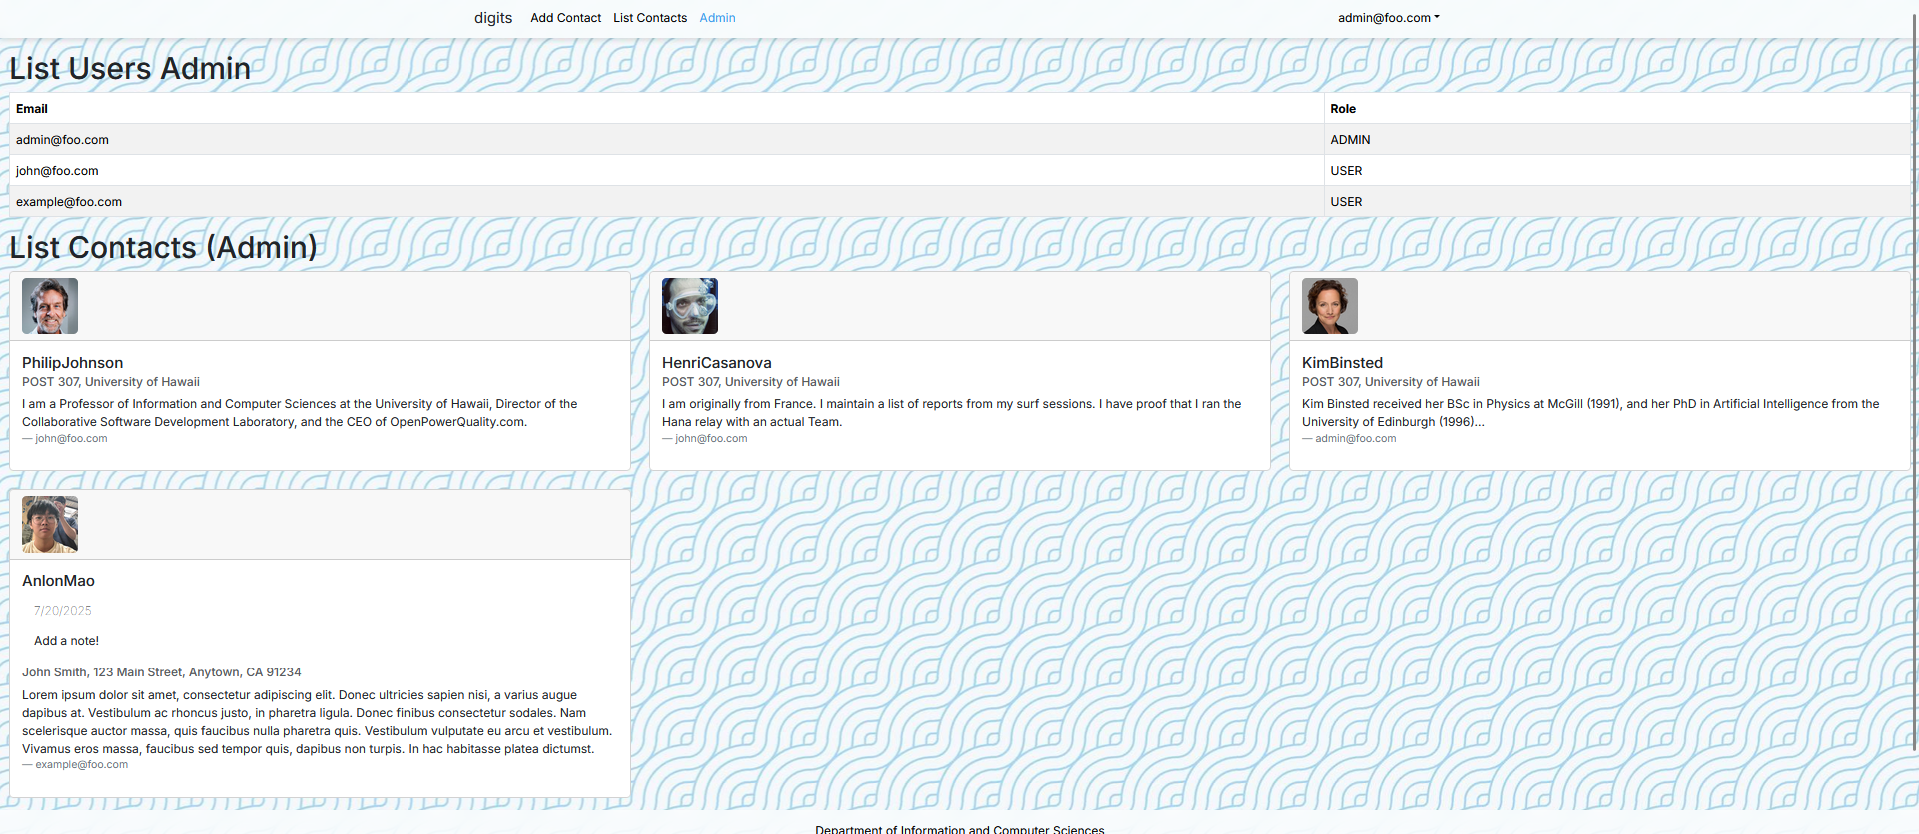 digits Add Contact List Contacts Admin admin@foo.com
List Users Admin
Email Role
admin@foo.com ADMIN
john@foo.com USER
example@foo.com USER
List Contacts (Admin)
PhilipJohnson
POST 307, University of Hawaii
I am a Professor of Information and Computer Sciences at the University of Hawaii, Director of the
Collaborative Software Development Laboratory, and the CEO of OpenPowerQuality.com.
— john@foo.com
HenriCasanova
POST 307, University of Hawaii
I am originally from France. I maintain a list of reports from my surf sessions. I have proof that I ran the
Hana relay with an actual Team.
— john@foo.com
KimBinsted
POST 307, University of Hawaii
Kim Binsted received her BSc in Physics at McGill (1991), and her PhD in Artificial Intelligence from the
University of Edinburgh (1996)...
— admin@foo.com
AnlonMao
7/20/2025
Add a note!
John Smith, 123 Main Street, Anytown, CA 91234
Lorem ipsum dolor sit amet, consectetur adipiscing elit. Donec ultricies sapien nisi, a varius augue
dapibus at. Vestibulum ac rhoncus justo, in pharetra ligula. Donec finibus consectetur sodales. Nam
scelerisque auctor massa, quis faucibus nulla pharetra quis. Vestibulum vulputate eu arcu et vestibulum.
Vivamus eros massa, faucibus sed tempor quis, dapibus non turpis. In hac habitasse platea dictumst.
— example@foo.com
Department of Information and Computer Sciences